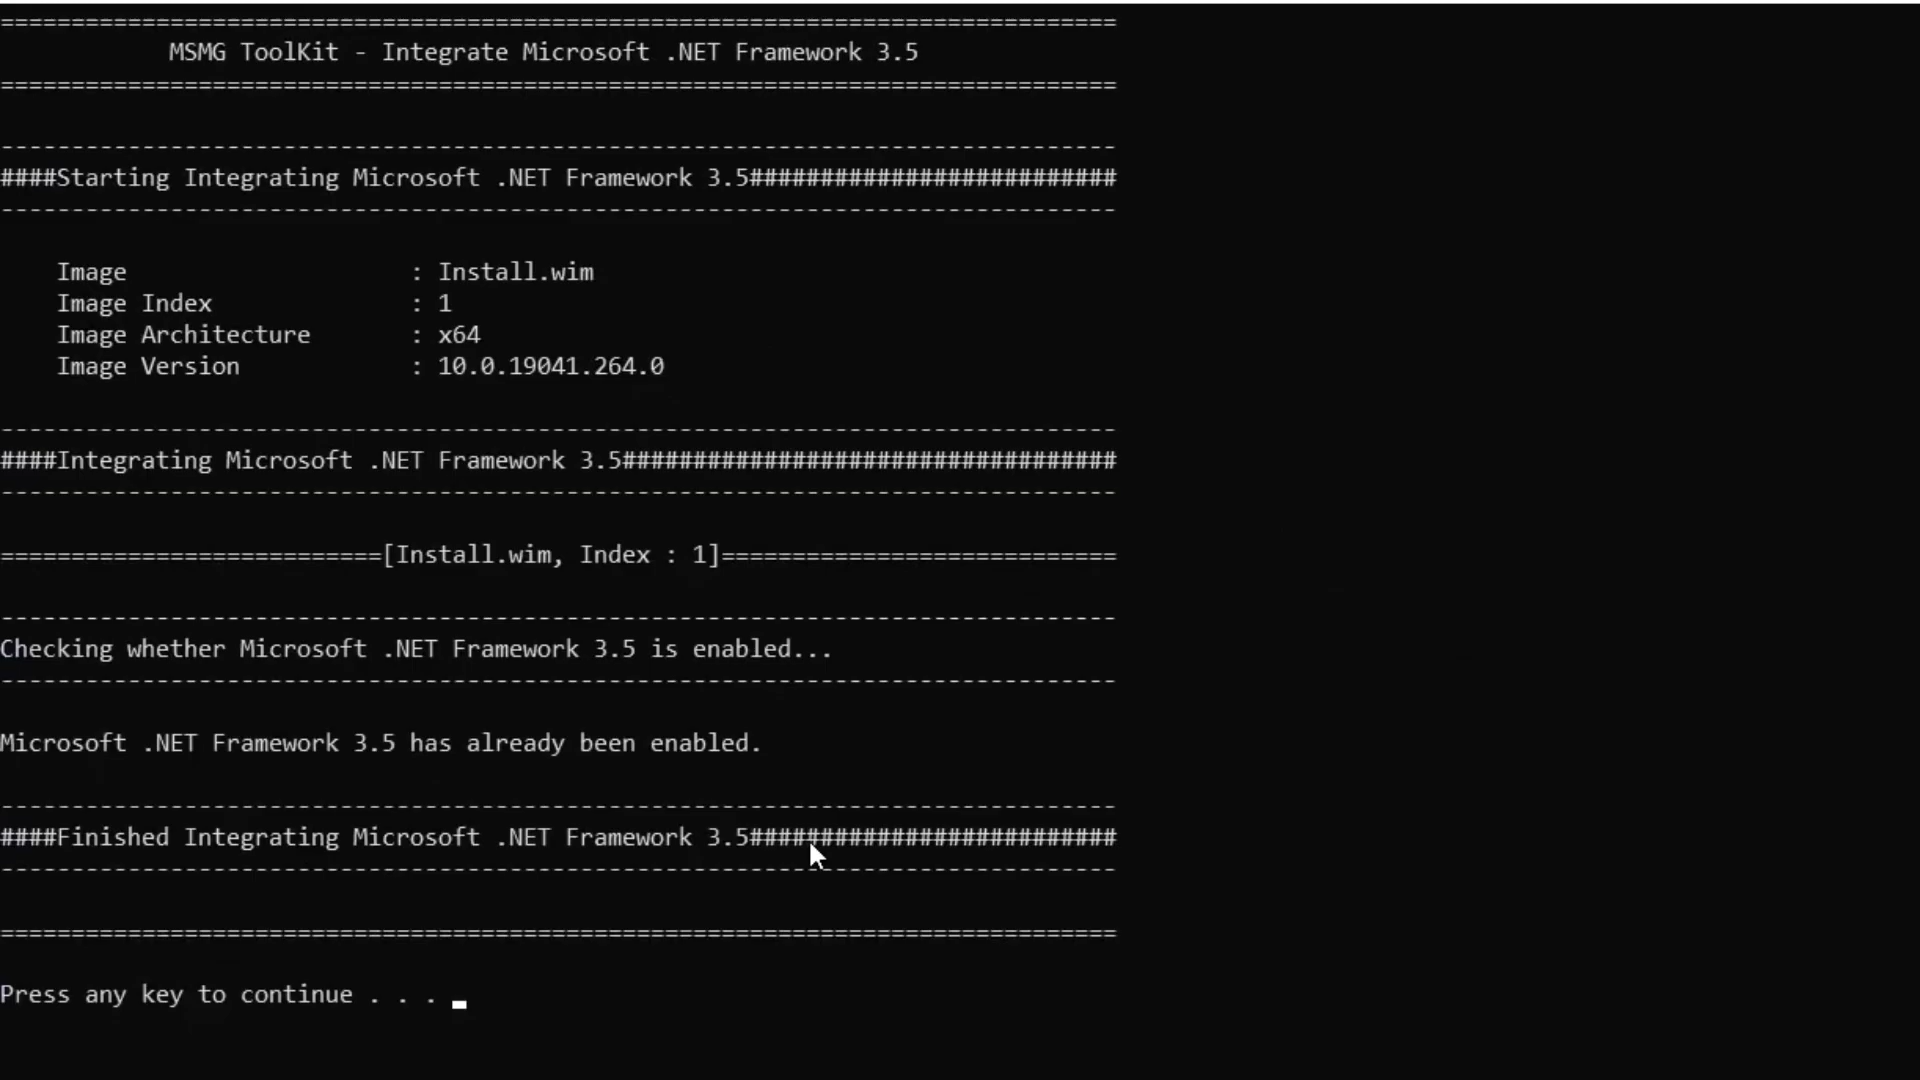 ===============================================================================
MSMG ToolKit - Integrate Microsoft .NET Framework 3.5
===============================================================================
-------------------------------------------------------------------------------
####Starting Integrating Microsoft .NET Framework 3.5##########################
-------------------------------------------------------------------------------
Image : Install.wim
Image Index : 1
Image Architecture : x64
Image Version : 10.0.19041.264.0
-------------------------------------------------------------------------------
####Integrating Microsoft .NET Framework 3.5###################################
-------------------------------------------------------------------------------
===========================[Install.wim, Index : 1]============================
-------------------------------------------------------------------------------
Checking whether Microsoft .NET Framework 3.5 is enabled...
-------------------------------------------------------------------------------
Microsoft .NET Framework 3.5 has already been enabled.
-------------------------------------------------------------------------------
####Finished Integrating Microsoft .NET Framework 3.5##########################
-------------------------------------------------------------------------------
===============================================================================
Press any key to continue . . .